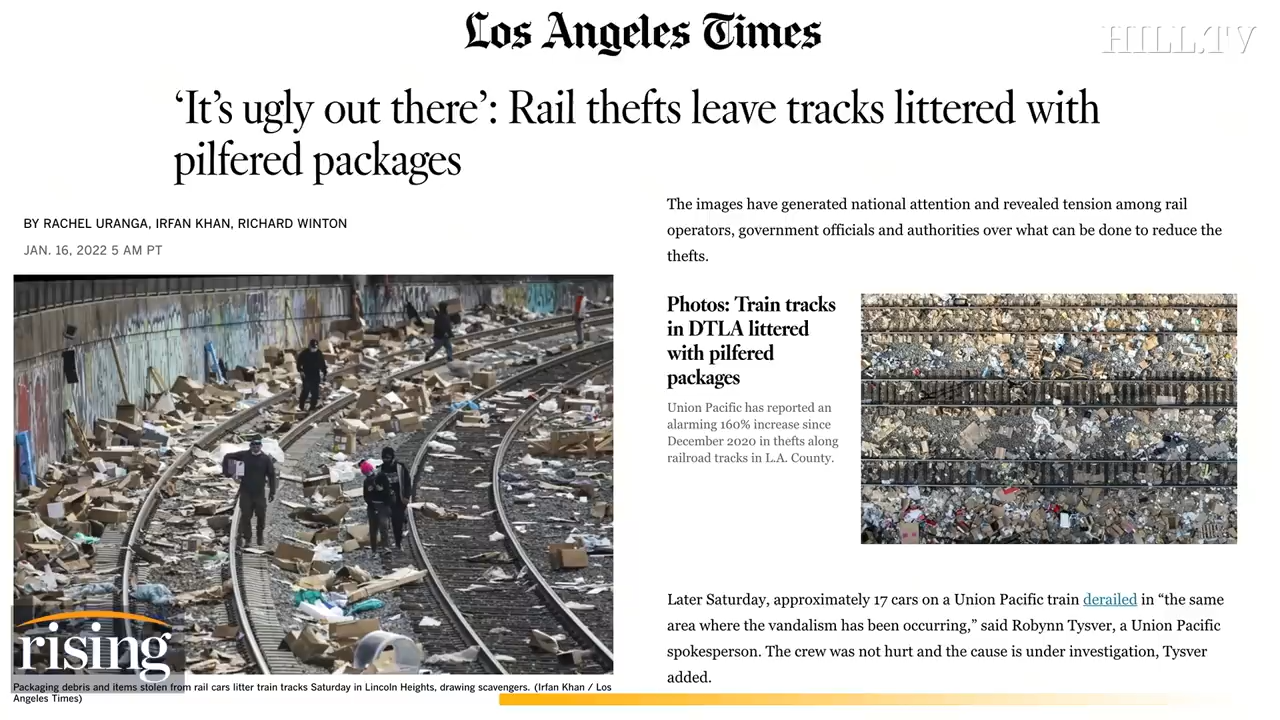 Los Angeles Times
HILL.TV
‘It’s ugly out there’: Rail thefts leave tracks littered with
pilfered packages
BY RACHEL URANGA, IRFAN KHAN, RICHARD WINTON
JAN. 16, 2022 5 AM PT
The images have generated national attention and revealed tension among rail
operators, government officials and authorities over what can be done to reduce the
thefts.
Photos: Train tracks
in DTLA littered
with pilfered
packages
Union Pacific has reported an
alarming 160% increase since
December 2020 in thefts along
railroad tracks in L.A. County.
Later Saturday, approximately 17 cars on a Union Pacific train derailed in “the same
area where the vandalism has been occurring,” said Robynn Tysver, a Union Pacific
spokesperson. The crew was not hurt and the cause is under investigation, Tysver
added.
rising
Packaging debris and items stolen from rail cars litter train tracks Saturday in Lincoln Heights, drawing scavengers. (Irfan Khan / Los
Angeles Times)